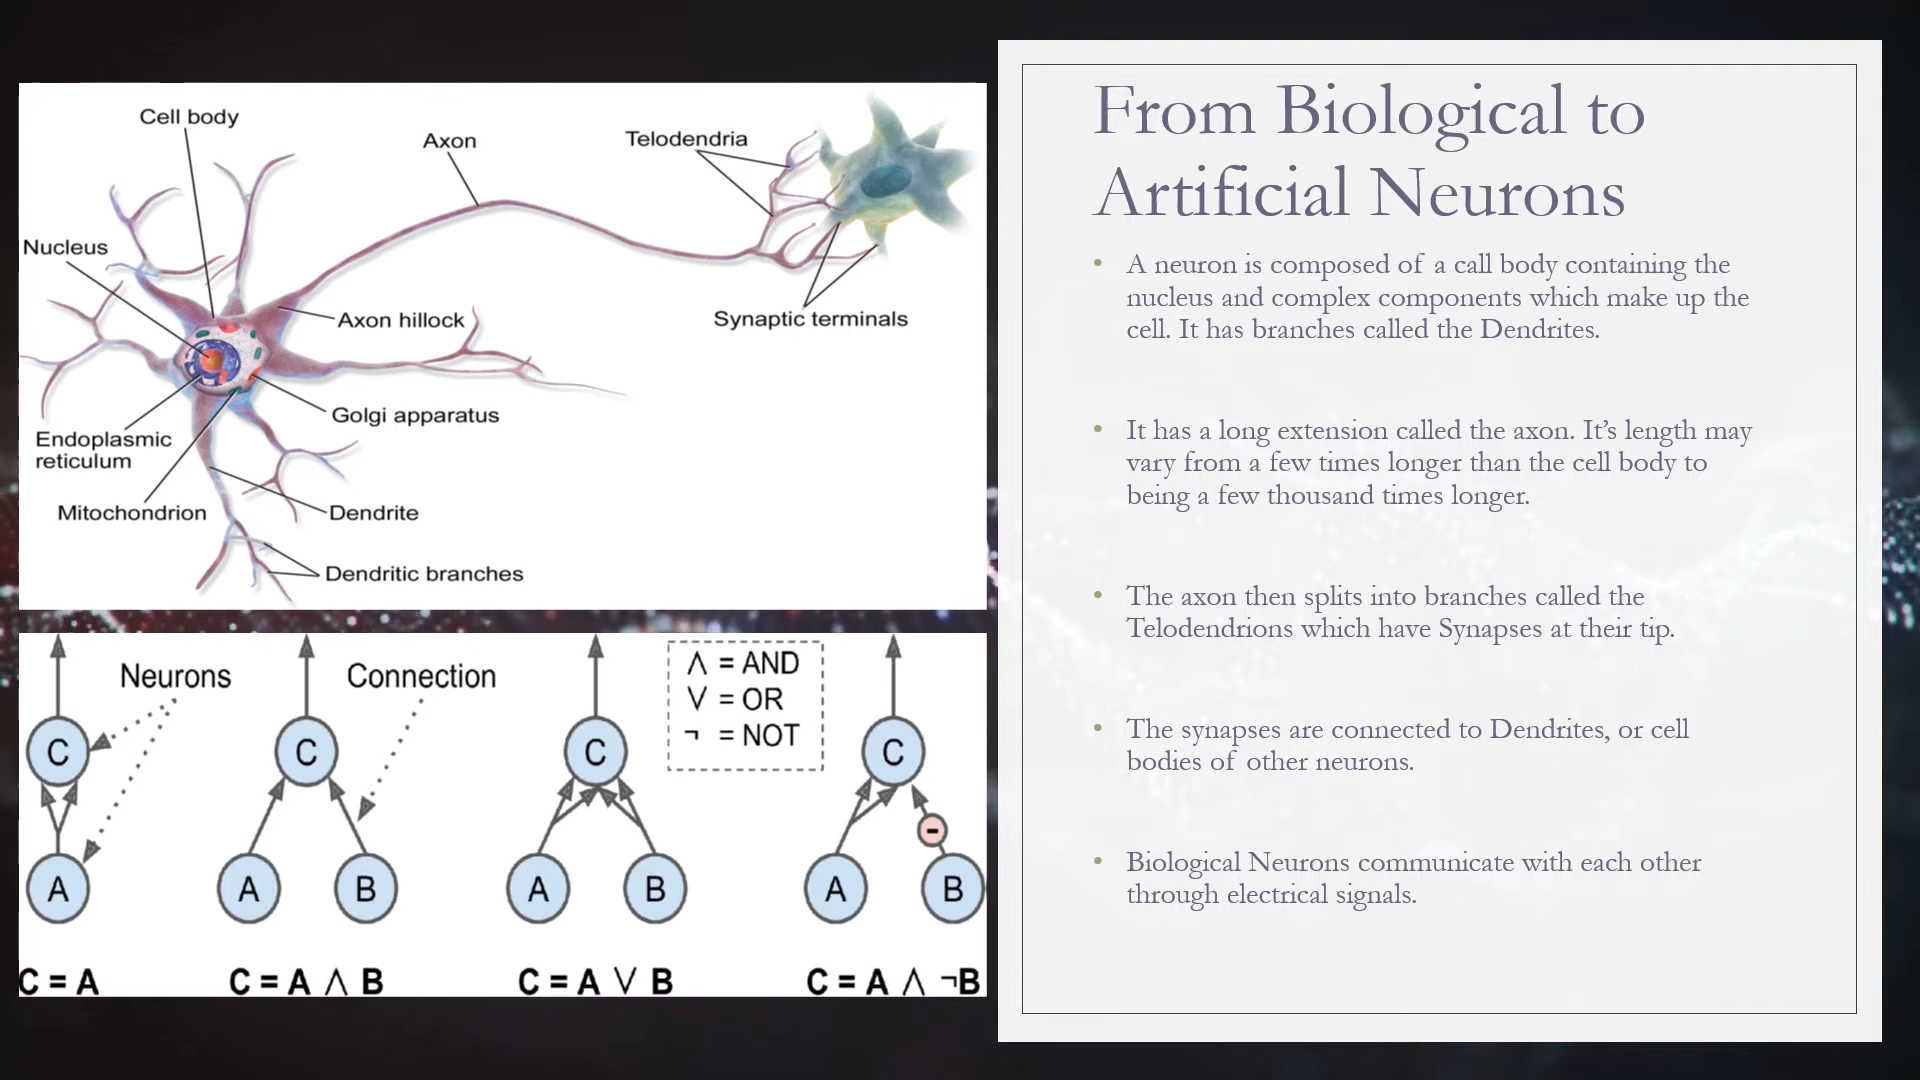 Cell body
Axon
Telodendria
Nucleus
Axon hillock
Synaptic terminals
Golgi apparatus
Endoplasmic
reticulum
Mitochondrion
Dendrite
Dendritic branches
Neurons
Connection
∧ = AND
∨ = OR
¬ = NOT
C
C
C
C
A
A
B
A
B
A
B
-
C = A
C = A ∧ B
C = A ∨ B
C = A ∧ ¬B
From Biological to
Artificial Neurons
• A neuron is composed of a call body containing the
nucleus and complex components which make up the
cell. It has branches called the Dendrites.
• It has a long extension called the axon. It’s length may
vary from a few times longer than the cell body to
being a few thousand times longer.
• The axon then splits into branches called the
Telodendrions which have Synapses at their tip.
• The synapses are connected to Dendrites, or cell
bodies of other neurons.
• Biological Neurons communicate with each other
through electrical signals.